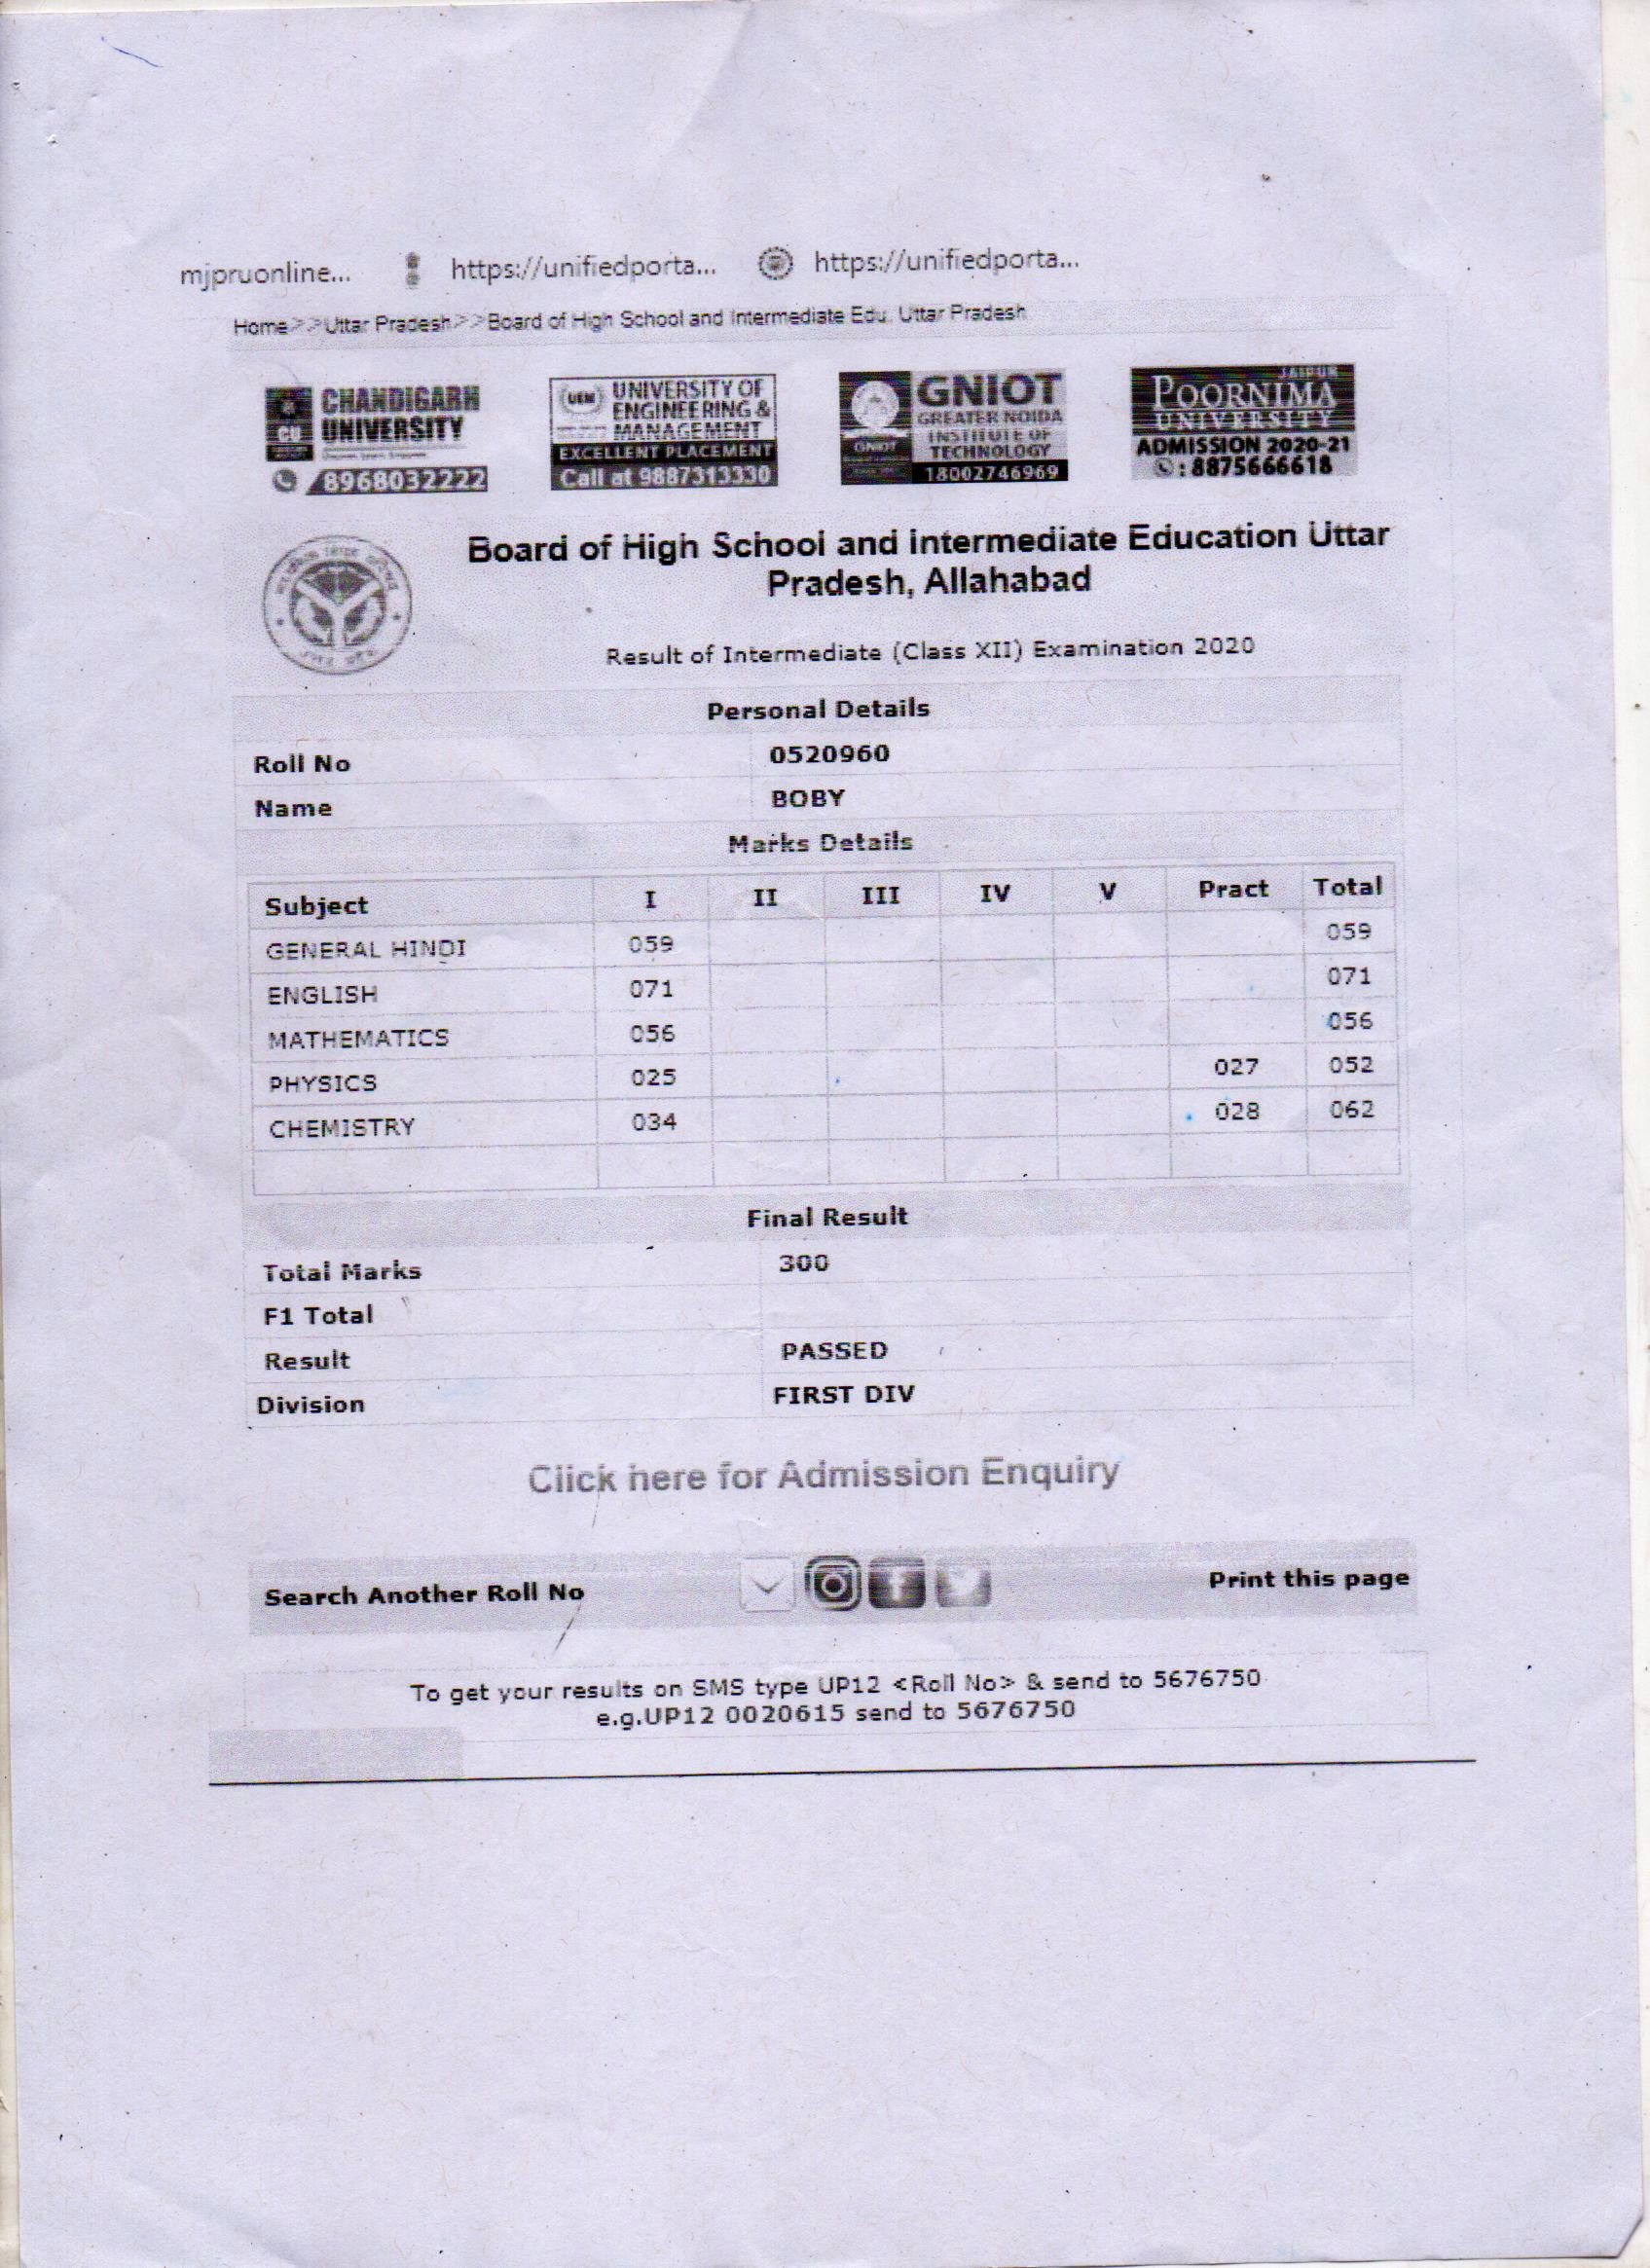 mjpruonline... https://unifiedporta... https://unifiedporta...
Home>>Uttar Pradesh>>Board of High School and Intermediate Edu. Uttar Pradesh
CHANDIGARH
UNIVERSITY
CU
8968032222
UEM UNIVERSITY OF
ENGINEERING &
MANAGEMENT
EXCELLENT PLACEMENT
Call at 9887313330
GNIOT
GREATER NOIDA
INSTITUTE OF
TECHNOLOGY
GNIOT
18002746969
JAIPUR
POORNIMA
UNIVERSITY
ADMISSION 2020-21
: 8875666618
Board of High School and Intermediate Education Uttar
Pradesh, Allahabad
Result of Intermediate (Class XII) Examination 2020
Personal Details
Roll No 0520960
Name BOBY
Marks Details
Subject I II III IV V Pract Total
GENERAL HINDI 059 059
ENGLISH 071 071
MATHEMATICS 056 056
PHYSICS 025 027 052
CHEMISTRY 034 028 062
Final Result
Total Marks 300
F1 Total
Result PASSED
Division FIRST DIV
Click here for Admission Enquiry
Search Another Roll No Print this page
To get your results on SMS type UP12 <Roll No> & send to 5676750
e.g.UP12 0020615 send to 5676750